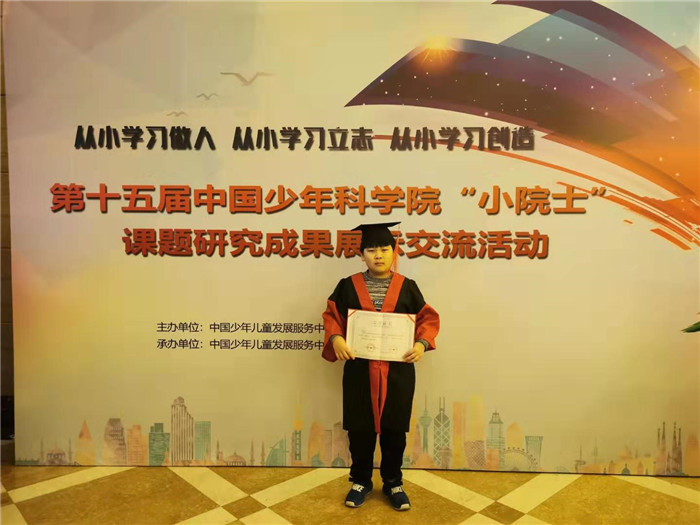 从小学习做人 从小学习立志 从小学习创造
第十五届中国少年科学院“小院士”
课题研究成果展 交流活动
主办单位：中国少年儿童发展服务中
承办单位：中国少年儿童发展服务中